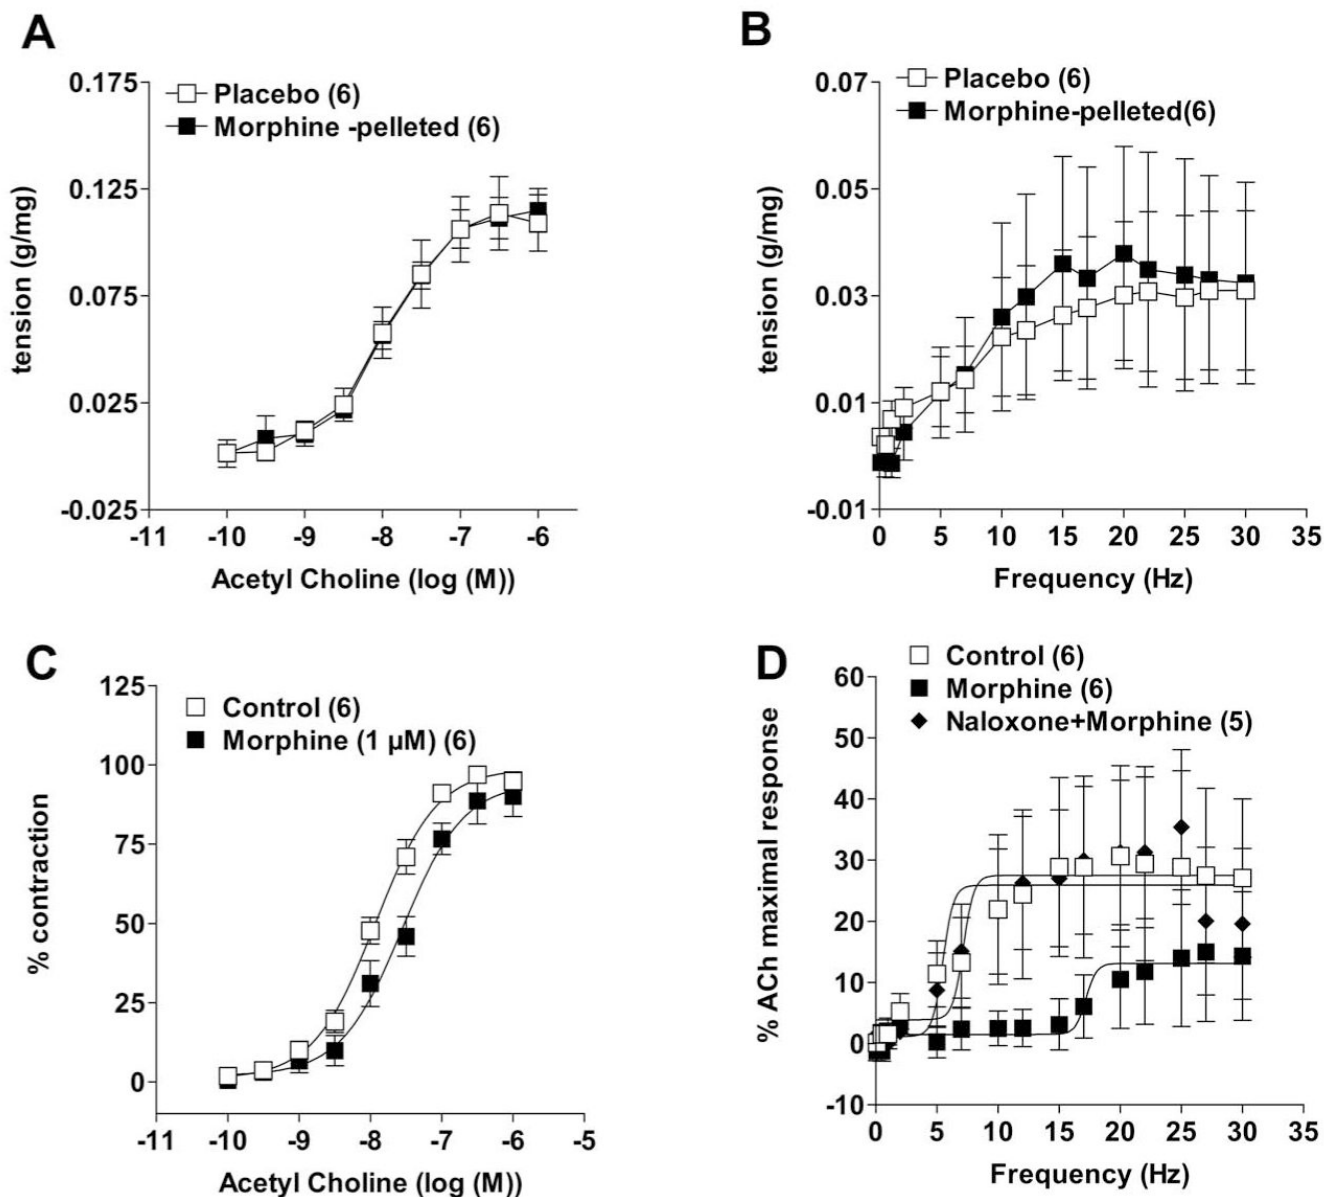 A
0.175
Placebo (6)
Morphine -pelleted (6)
0.125
0.075
0.025
-0.025
tension (g/mg)
-11 -10 -9 -8 -7 -6
Acetyl Choline (log (M))
B
0.07
Placebo (6)
Morphine-pelleted(6)
0.05
0.03
0.01
-0.01
tension (g/mg)
0 5 10 15 20 25 30 35
Frequency (Hz)
C
125
Control (6)
Morphine (1 µM) (6)
100
75
50
25
0
% contraction
-11 -10 -9 -8 -7 -6 -5
Acetyl Choline (log (M))
D
Control (6)
Morphine (6)
Naloxone+Morphine (5)
60
50
40
30
20
10
0
-10
% ACh maximal response
0 5 10 15 20 25 30 35
Frequency (Hz)